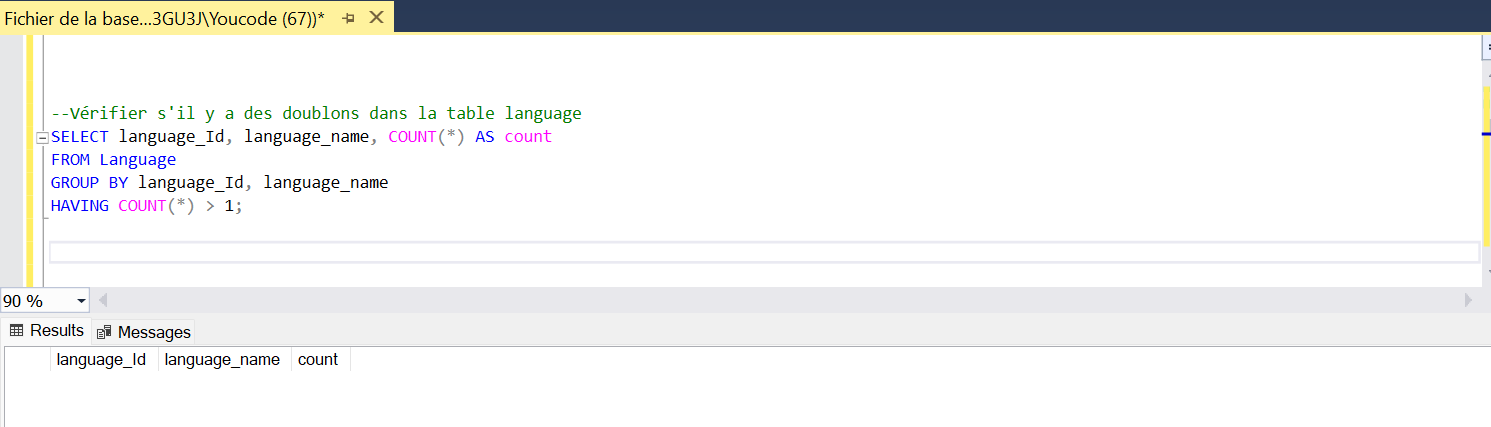 Fichier de la base...3GU3J\Youcode (67))*
--Vérifier s'il y a des doublons dans la table language
SELECT language_Id, language_name, COUNT(*) AS count
FROM Language
GROUP BY language_Id, language_name
HAVING COUNT(*) > 1;
90 %
Results Messages
language_Id language_name count